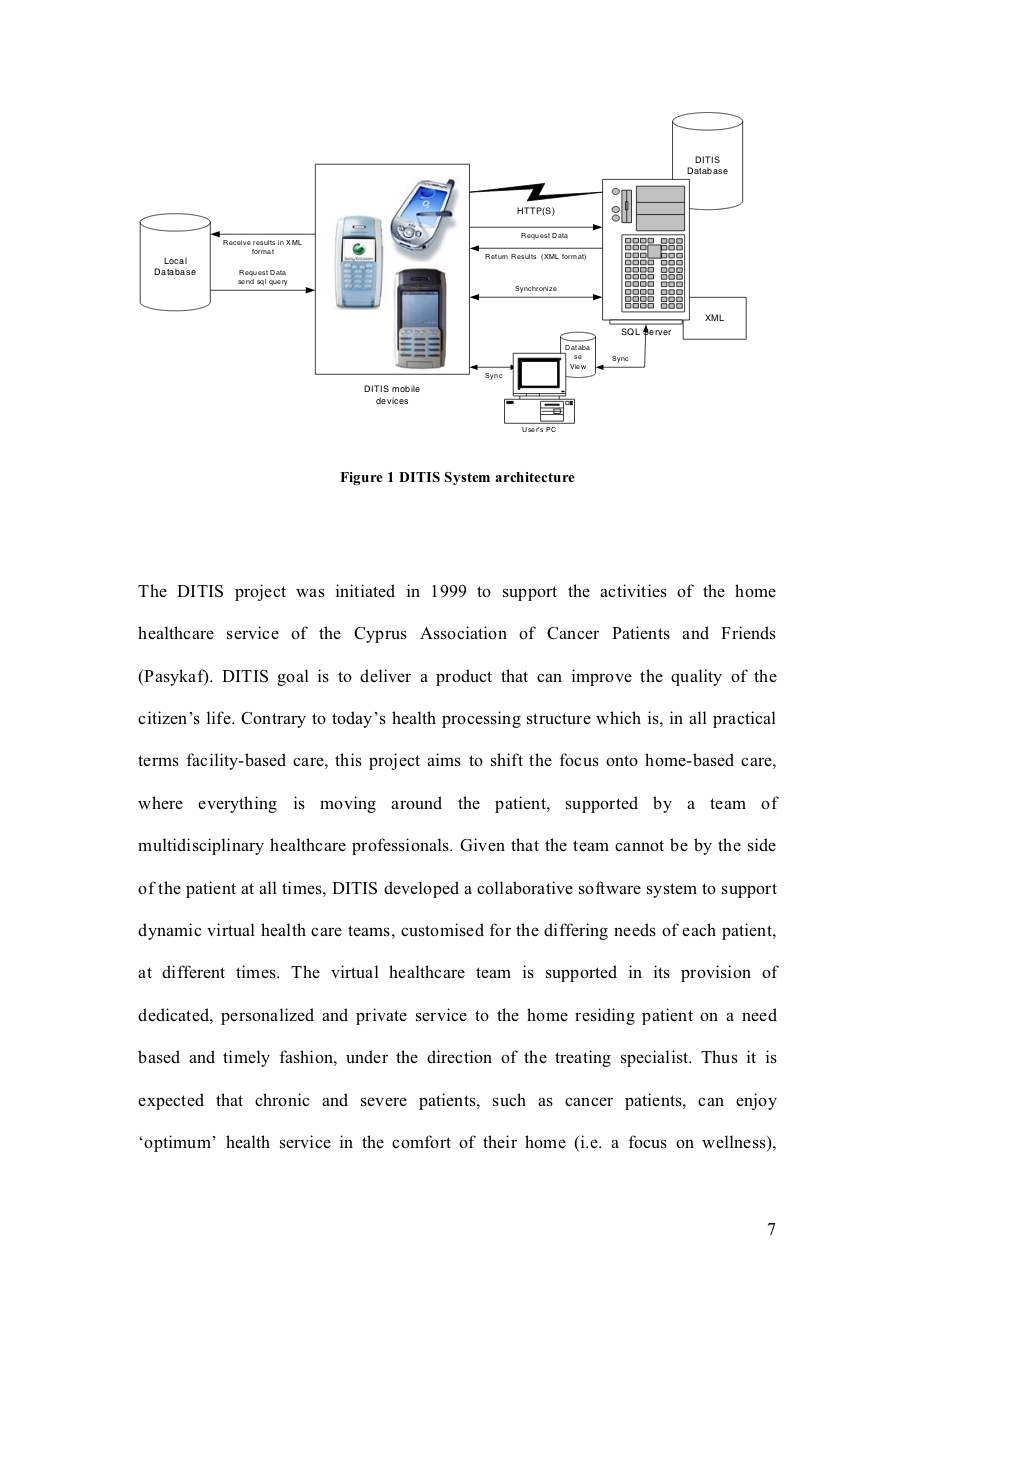 DITIS
Database
HTTP(S)
Request Data
Return Results (XML format)
Receive results in XML
format
Local
Database
Request Data
send sql query
Synchronize
XML
SQL Server
Databa
se
View
Sync
Sync
DITIS mobile
devices
User's PC
Figure 1 DITIS System architecture
The DITIS project was initiated in 1999 to support the activities of the home
healthcare service of the Cyprus Association of Cancer Patients and Friends
(Pasykaf). DITIS goal is to deliver a product that can improve the quality of the
citizen’s life. Contrary to today’s health processing structure which is, in all practical
terms facility-based care, this project aims to shift the focus onto home-based care,
where everything is moving around the patient, supported by a team of
multidisciplinary healthcare professionals. Given that the team cannot be by the side
of the patient at all times, DITIS developed a collaborative software system to support
dynamic virtual health care teams, customised for the differing needs of each patient,
at different times. The virtual healthcare team is supported in its provision of
dedicated, personalized and private service to the home residing patient on a need
based and timely fashion, under the direction of the treating specialist. Thus it is
expected that chronic and severe patients, such as cancer patients, can enjoy
‘optimum’ health service in the comfort of their home (i.e. a focus on wellness),
7